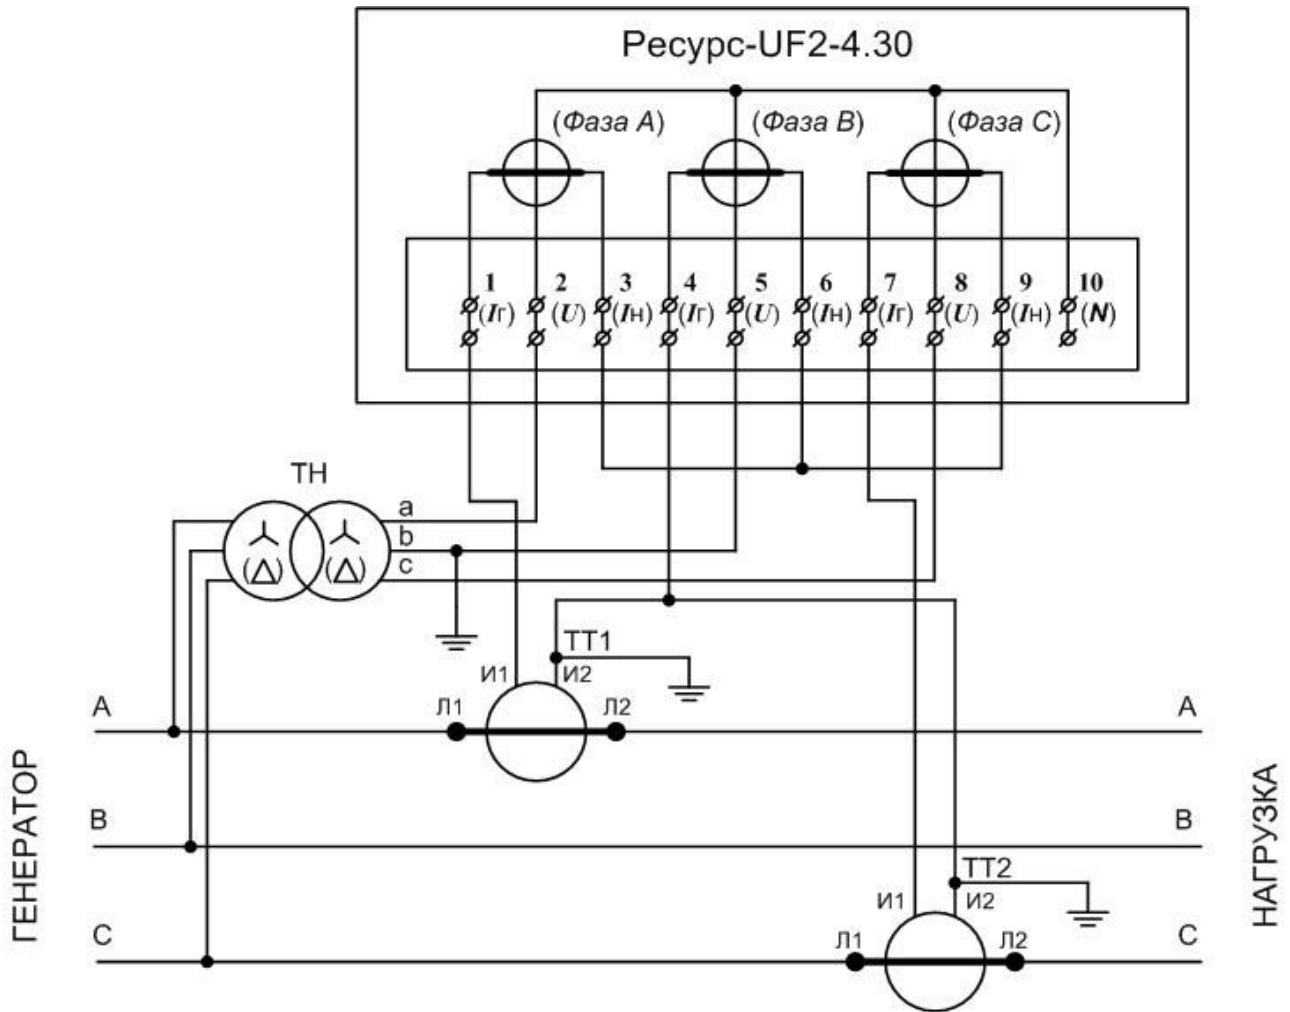 Ресурс-UF2-4.30
(Фаза А) (Фаза В) (Фаза С)
1 2 3 4 5 6 7 8 9 10
(Iг) (U) (Iн) (Iг) (U) (Iн) (Iг) (U) (Iн) (N)
ТН
a
b
c
(Δ) (Δ)
ТТ1
И1 И2
Л1 Л2
А А
ГЕНЕРАТОР
НАГРУЗКА
В В
ТТ2
И1 И2
Л1 Л2
С С